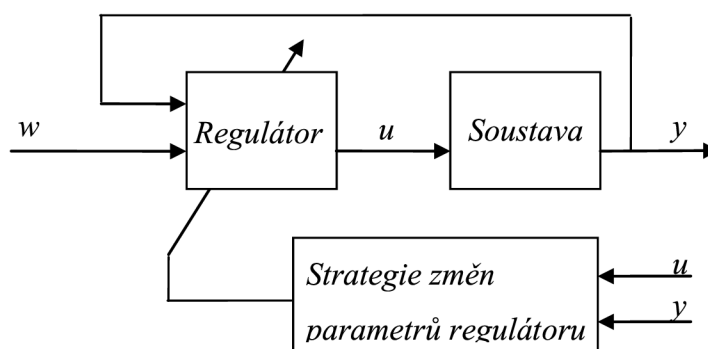 w
Regulátor
u
Soustava
y
Strategie změn
parametrů regulátoru
u
y